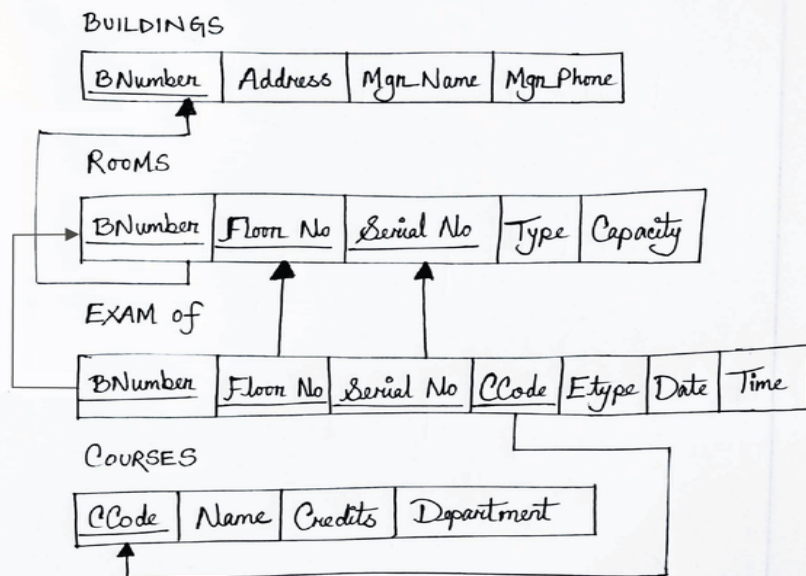 BUILDINGS
BNumber Address Mgr_Name Mgr_Phone
ROOMS
BNumber Floor No Serial No Type Capacity
EXAM of
BNumber Floor No Serial No CCode Etype Date Time
COURSES
CCode Name Credits Department